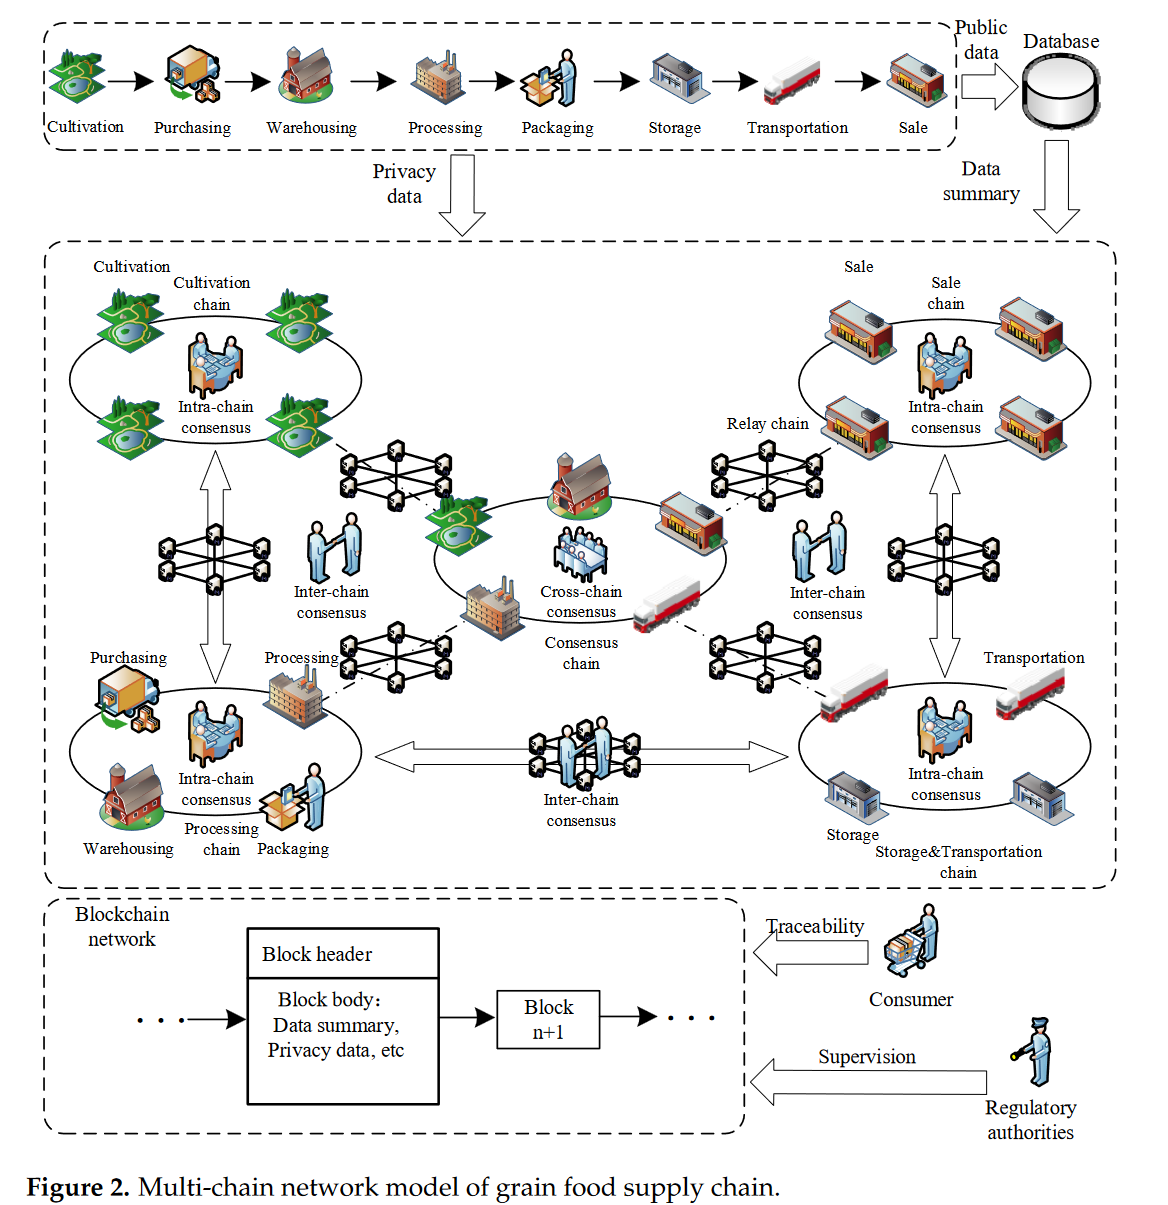 Public
data
Database
Cultivation
Purchasing
Warehousing
Processing
Packaging
Storage
Transportation
Sale
Privacy
data
Data
summary
Cultivation
Cultivation
chain
Intra-chain
consensus
Sale
Sale
chain
Intra-chain
consensus
Relay chain
Inter-chain
consensus
Cross-chain
consensus
Consensus
chain
Inter-chain
consensus
Purchasing
Processing
Intra-chain
consensus
Warehousing
Processing
chain
Packaging
Inter-chain
consensus
Transportation
Intra-chain
consensus
Storage
Storage&Transportation
chain
Blockchain
network
Block header
Block body:
Data summary,
Privacy data, etc
Block
n+1
Traceability
Consumer
Supervision
Regulatory
authorities
Figure 2. Multi-chain network model of grain food supply chain.